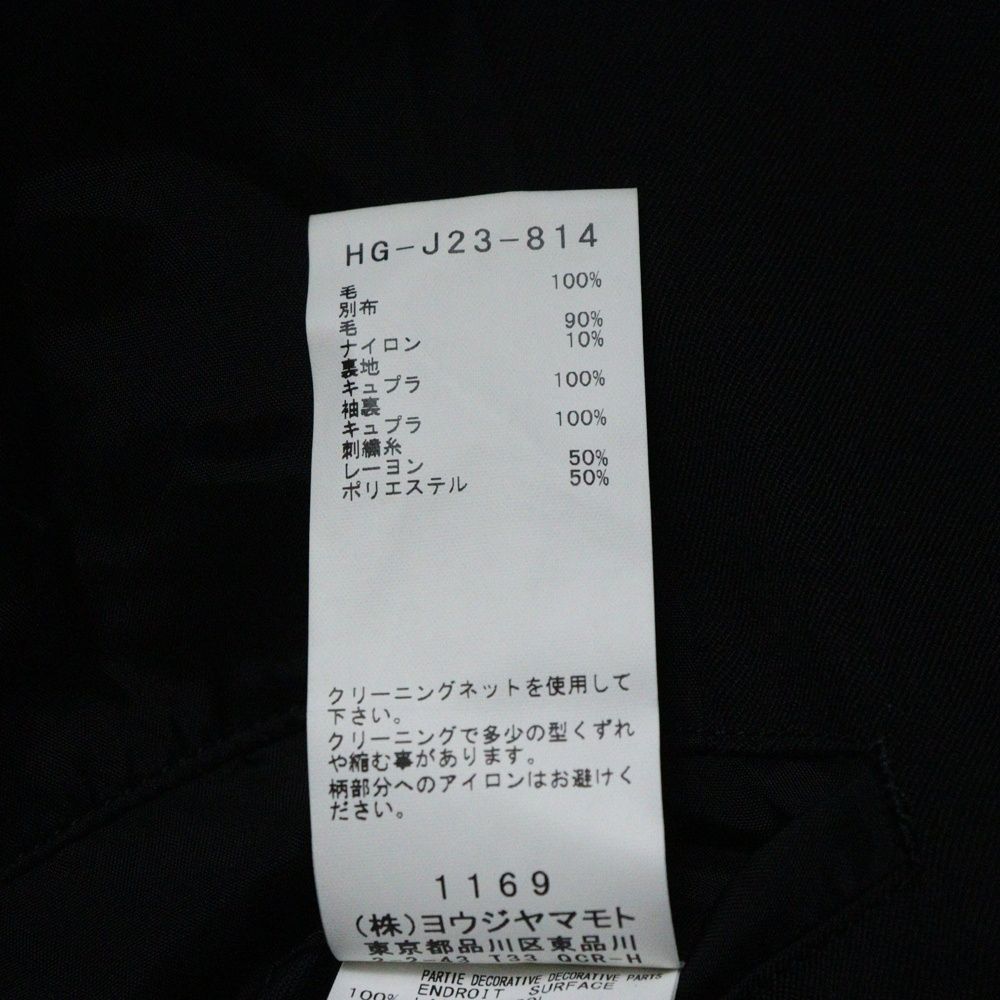 HG-J23-814
毛 100%
別布
毛 90%
ナイロン 10%
裏地
キュプラ 100%
袖裏
キュプラ 100%
刺繍糸
レーヨン 50%
ポリエステル 50%
クリーニングネットを使用して
下さい。
クリーニングで多少の型くずれ
や縮む事があります。
柄部分へのアイロンはお避けく
ださい。
1169
(株)ヨウジヤマモト
東京都品川区東品川
2-2-43 T33 QCR-H
PARTIE DECORATIVE DECORATIVE PARTS
ENDROIT SURFACE
100%